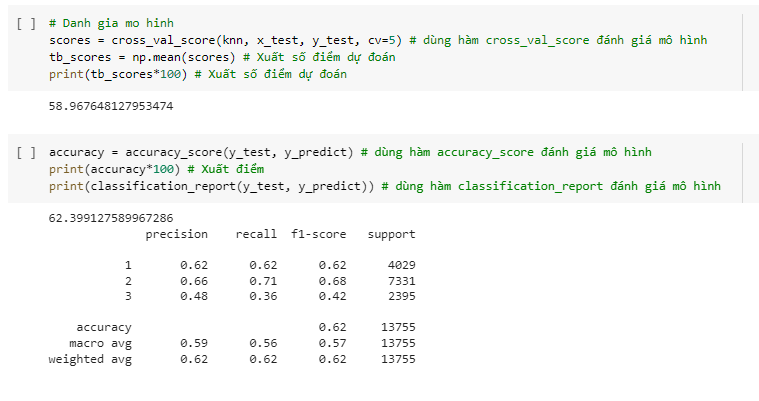 [ ] # Danh gia mo hinh
scores = cross_val_score(knn, x_test, y_test, cv=5) # dùng hàm cross_val_score đánh giá mô hình
tb_scores = np.mean(scores) # Xuất số điểm dự đoán
print(tb_scores*100) # Xuất số điểm dự đoán
58.967648127953474
[ ] accuracy = accuracy_score(y_test, y_predict) # dùng hàm accuracy_score đánh giá mô hình
print(accuracy*100) # Xuất điểm
print(classification_report(y_test, y_predict)) # dùng hàm classification_report đánh giá mô hình
62.399127589967286
precision recall f1-score support
1 0.62 0.62 0.62 4029
2 0.66 0.71 0.68 7331
3 0.48 0.36 0.42 2395
accuracy 0.62 13755
macro avg 0.59 0.56 0.57 13755
weighted avg 0.62 0.62 0.62 13755